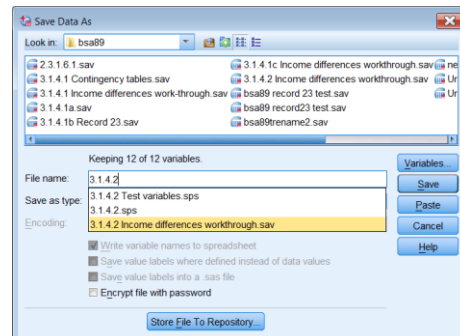 Save Data As
Look in: bsa89
2.3.1.6.1.sav 3.1.4.1c Income differences workthrough.sav ne
3.1.4.1 Contingency tables.sav 3.1.4.2 Income differences workthrough.sav Ur
3.1.4.1 Income differences work-through.sav bsa89 record 23 test.sav Ur
3.1.4.1a.sav bsa89 record23 test.sav
3.1.4.1b Record 23.sav bsa89trename2.sav
Keeping 12 of 12 variables.
Variables...
File name: 3.1.4.2
Save
3.1.4.2 Test variables.sps
Save as type:
3.1.4.2.sps
Paste
Encoding:
3.1.4.2 Income differences workthrough.sav
Cancel
Write variable names to spreadsheet
Help
Save value labels where defined instead of data values
Save value labels into a .sas file
Encrypt file with password
Store File To Repository...